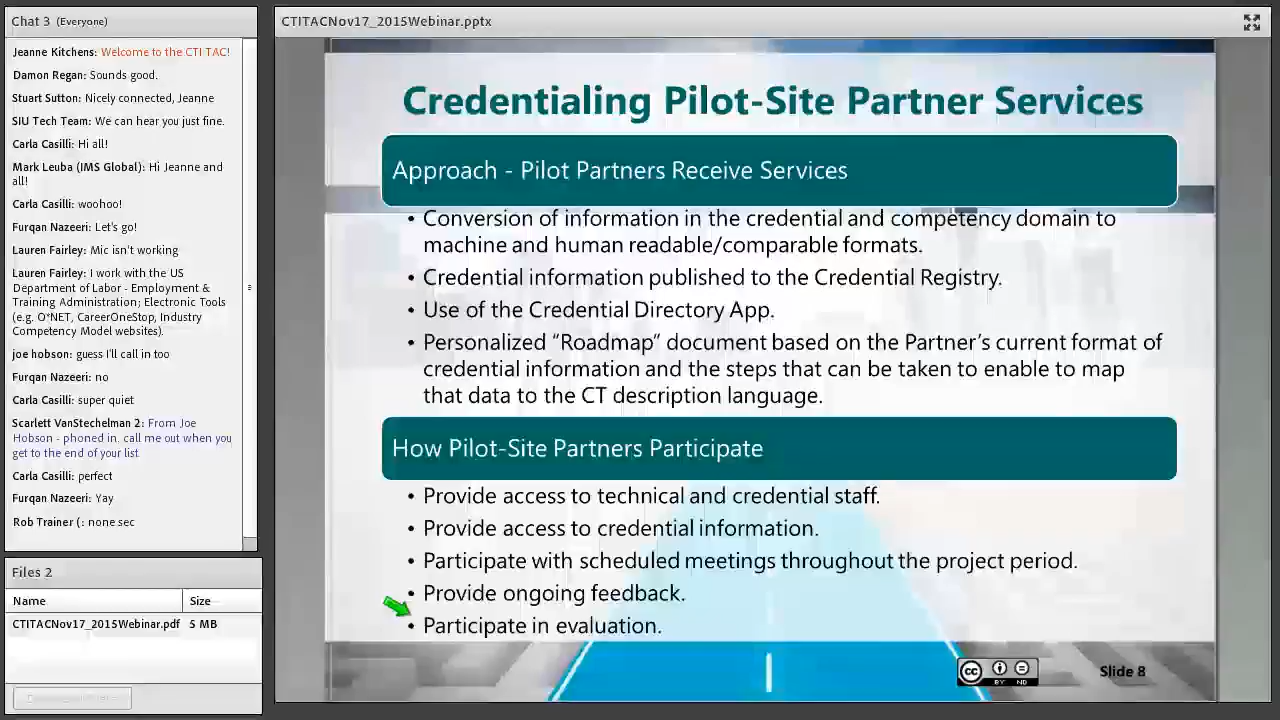 Chat 3 (Everyone)
Jeanne Kitchens: Welcome to the CTI TAC!
Damon Regan: Sounds good.
Stuart Sutton: Nicely connected, Jeanne
SIU Tech Team: We can hear you just fine.
Carla Casilli: Hi all!
Mark Leuba (IMS Global): Hi Jeanne and
all!
Carla Casilli: woohoo!
Furqan Nazeeri: Let's go!
Lauren Fairley: Mic isn't working
Lauren Fairley: I work with the US
Department of Labor - Employment &
Training Administration; Electronic Tools
(e.g. O*NET, CareerOneStop, Industry
Competency Model websites).
joe hobson: guess I'll call in too
Furqan Nazeeri: no
Carla Casilli: super quiet
Scarlett VanStechelman 2: From Joe
Hobson - phoned in. call me out when you
get to the end of your list
Carla Casilli: perfect
Furqan Nazeeri: Yay
Rob Trainer (: none sec
Files 2
Name Size
CTITACNov17_2015Webinar.pdf 5 MB
CTITACNov17_2015Webinar.pptx
Credentialing Pilot-Site Partner Services
Approach - Pilot Partners Receive Services
• Conversion of information in the credential and competency domain to
machine and human readable/comparable formats.
• Credential information published to the Credential Registry.
• Use of the Credential Directory App.
• Personalized “Roadmap” document based on the Partner’s current format of
credential information and the steps that can be taken to enable to map
that data to the CT description language.
How Pilot-Site Partners Participate
• Provide access to technical and credential staff.
• Provide access to credential information.
• Participate with scheduled meetings throughout the project period.
• Provide ongoing feedback.
• Participate in evaluation.
cc BY ND
Slide 8